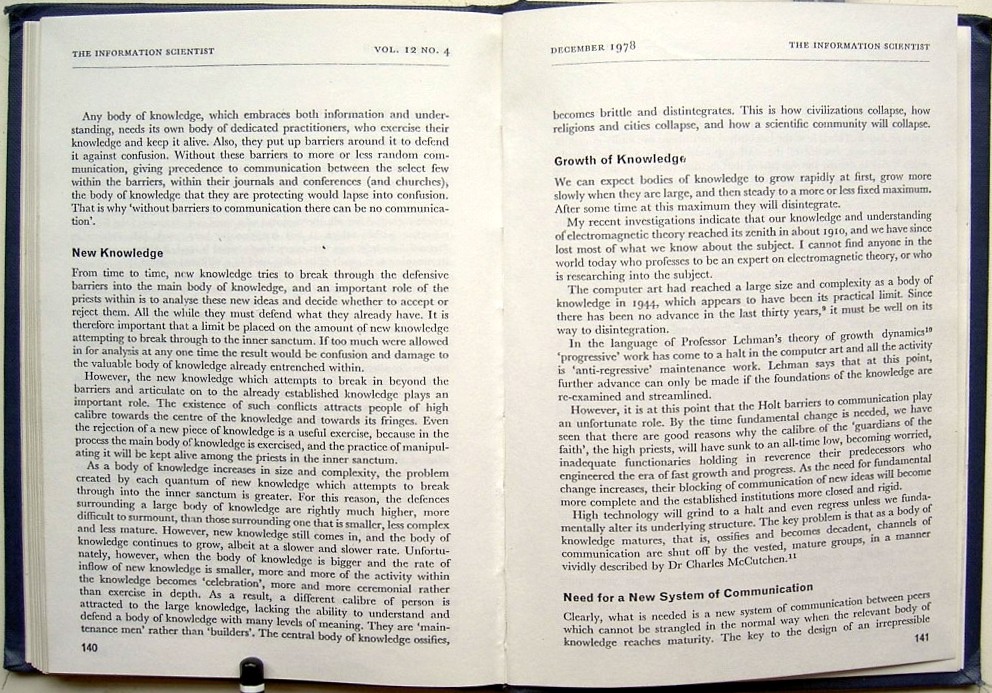 THE INFORMATION SCIENTIST VOL. 12 NO. 4
Any body of knowledge, which embraces both information and under-
standing, needs its own body of dedicated practitioners, who exercise their
knowledge and keep it alive. Also, they put up barriers around it to defend
it against confusion. Without these barriers to more or less random com-
munication, giving precedence to communication between the select few
within the barriers, within their journals and conferences (and churches),
the body of knowledge that they are protecting would lapse into confusion.
That is why 'without barriers to communication there can be no communica-
tion'.
New Knowledge
From time to time, new knowledge tries to break through the defensive
barriers into the main body of knowledge, and an important role of the
priests within is to analyse these new ideas and decide whether to accept or
reject them. All the while they must defend what they already have. It is
therefore important that a limit be placed on the amount of new knowledge
attempting to break through to the inner sanctum. If too much were allowed
in for analysis at any one time the result would be confusion and damage to
the valuable body of knowledge already entrenched within.
However, the new knowledge which attempts to break in beyond the
barriers and articulate on to the already established knowledge plays an
important role. The existence of such conflicts attracts people of high
calibre towards the centre of the knowledge and towards its fringes. Even
the rejection of a new piece of knowledge is a useful exercise, because in the
process the main body of knowledge is exercised, and the practice of manipul-
ating it will be kept alive among the priests in the inner sanctum.
As a body of knowledge increases in size and complexity, the problem
created by each quantum of new knowledge which attempts to break
through into the inner sanctum is greater. For this reason, the defences
surrounding a large body of knowledge are rightly much higher, more
difficult to surmount, than those surrounding one that is smaller, less complex
and less mature. However, new knowledge still comes in, and the body of
knowledge continues to grow, albeit at a slower and slower rate. Unfortu-
nately, however, when the body of knowledge is bigger and the rate of
inflow of new knowledge is smaller, more and more of the activity within
the knowledge becomes 'celebration', more and more ceremonial rather
than exercise in depth. As a result, a different calibre of person is
attracted to the large knowledge, lacking the ability to understand and
defend a body of knowledge with many levels of meaning. They are 'main-
tenance men' rather than 'builders'. The central body of knowledge ossifies,
140
DECEMBER 1978 THE INFORMATION SCIENTIST
becomes brittle and distintegrates. This is how civilizations collapse, how
religions and cities collapse, and how a scientific community will collapse.
Growth of Knowledge
We can expect bodies of knowledge to grow rapidly at first, grow more
slowly when they are large, and then steady to a more or less fixed maximum.
After some time at this maximum they will disintegrate.
My recent investigations indicate that our knowledge and understanding
of electromagnetic theory reached its zenith in about 1910, and we have since
lost most of what we know about the subject. I cannot find anyone in the
world today who professes to be an expert on electromagnetic theory, or who
is researching into the subject.
The computer art had reached a large size and complexity as a body of
knowledge in 1944, which appears to have been its practical limit. Since
there has been no advance in the last thirty years,⁹ it must be well on its
way to disintegration.
In the language of Professor Lehman's theory of growth dynamics¹⁰
'progressive' work has come to a halt in the computer art and all the activity
is 'anti-regressive' maintenance work. Lehman says that at this point,
further advance can only be made if the foundations of the knowledge are
re-examined and streamlined.
However, it is at this point that the Holt barriers to communication play
an unfortunate role. By the time fundamental change is needed, we have
seen that there are good reasons why the calibre of the 'guardians of the
faith', the high priests, will have sunk to an all-time low, becoming worried,
inadequate functionaries holding in reverence their predecessors who
engineered the era of fast growth and progress. As the need for fundamental
change increases, their blocking of communication of new ideas will become
more complete and the established institutions more closed and rigid.
High technology will grind to a halt and even regress unless we funda-
mentally alter its underlying structure. The key problem is that as a body of
knowledge matures, that is, ossifies and becomes decadent, channels of
communication are shut off by the vested, mature groups, in a manner
vividly described by Dr Charles McCutchen.¹¹
Need for a New System of Communication
Clearly, what is needed is a new system of communication between peers
which cannot be strangled in the normal way when the relevant body of
knowledge reaches maturity. The key to the design of an irrepressible
141